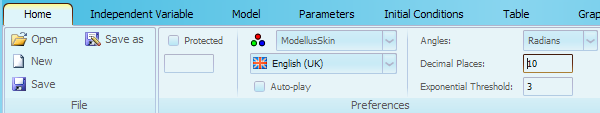 Home Independent Variable Model Parameters Initial Conditions Table
Open Save as Protected ModellusSkin Angles: Radians
New English (UK) Decimal Places: 10
Save Auto-play Exponential Threshold: 3
File Preferences